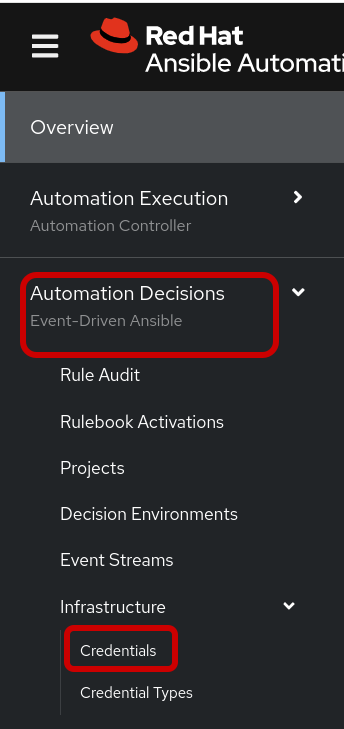 Red Hat
Ansible Automati
Overview
Automation Execution
Automation Controller
Automation Decisions
Event-Driven Ansible
Rule Audit
Rulebook Activations
Projects
Decision Environments
Event Streams
Infrastructure
Credentials
Credential Types